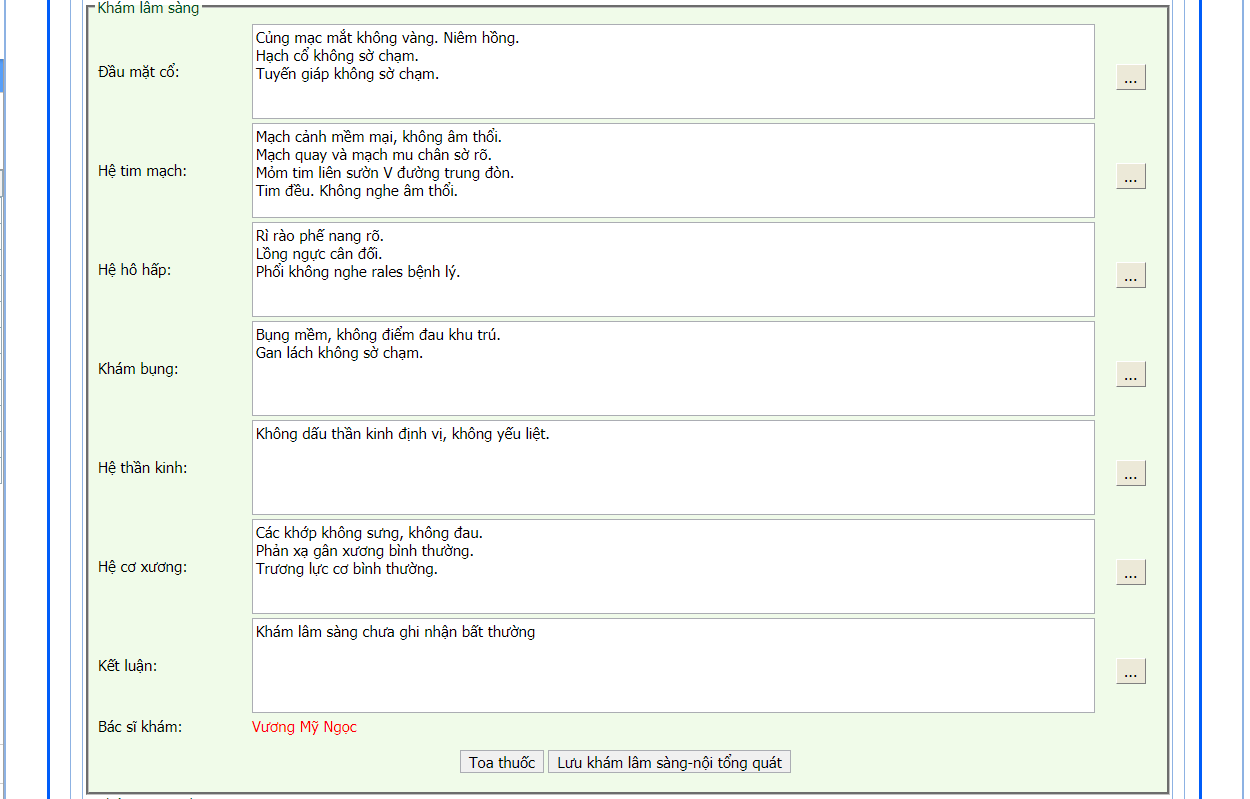 Khám lâm sàng
Đầu mặt cổ:
Củng mạc mắt không vàng. Niêm hồng.
Hạch cổ không sờ chạm.
Tuyến giáp không sờ chạm.
...
Hệ tim mạch:
Mạch cảnh mềm mại, không âm thổi.
Mạch quay và mạch mu chân sờ rõ.
Mỏm tim liên sườn V đường trung đòn.
Tim đều. Không nghe âm thổi.
...
Hệ hô hấp:
Rì rào phế nang rõ.
Lồng ngực cân đối.
Phổi không nghe rales bệnh lý.
...
Khám bụng:
Bụng mềm, không điểm đau khu trú.
Gan lách không sờ chạm.
...
Hệ thần kinh:
Không dấu thần kinh định vị, không yếu liệt.
...
Hệ cơ xương:
Các khớp không sưng, không đau.
Phản xạ gân xương bình thường.
Trương lực cơ bình thường.
...
Kết luận:
Khám lâm sàng chưa ghi nhận bất thường
...
Bác sĩ khám: Vương Mỹ Ngọc
Toa thuốc Lưu khám lâm sàng-nội tổng quát